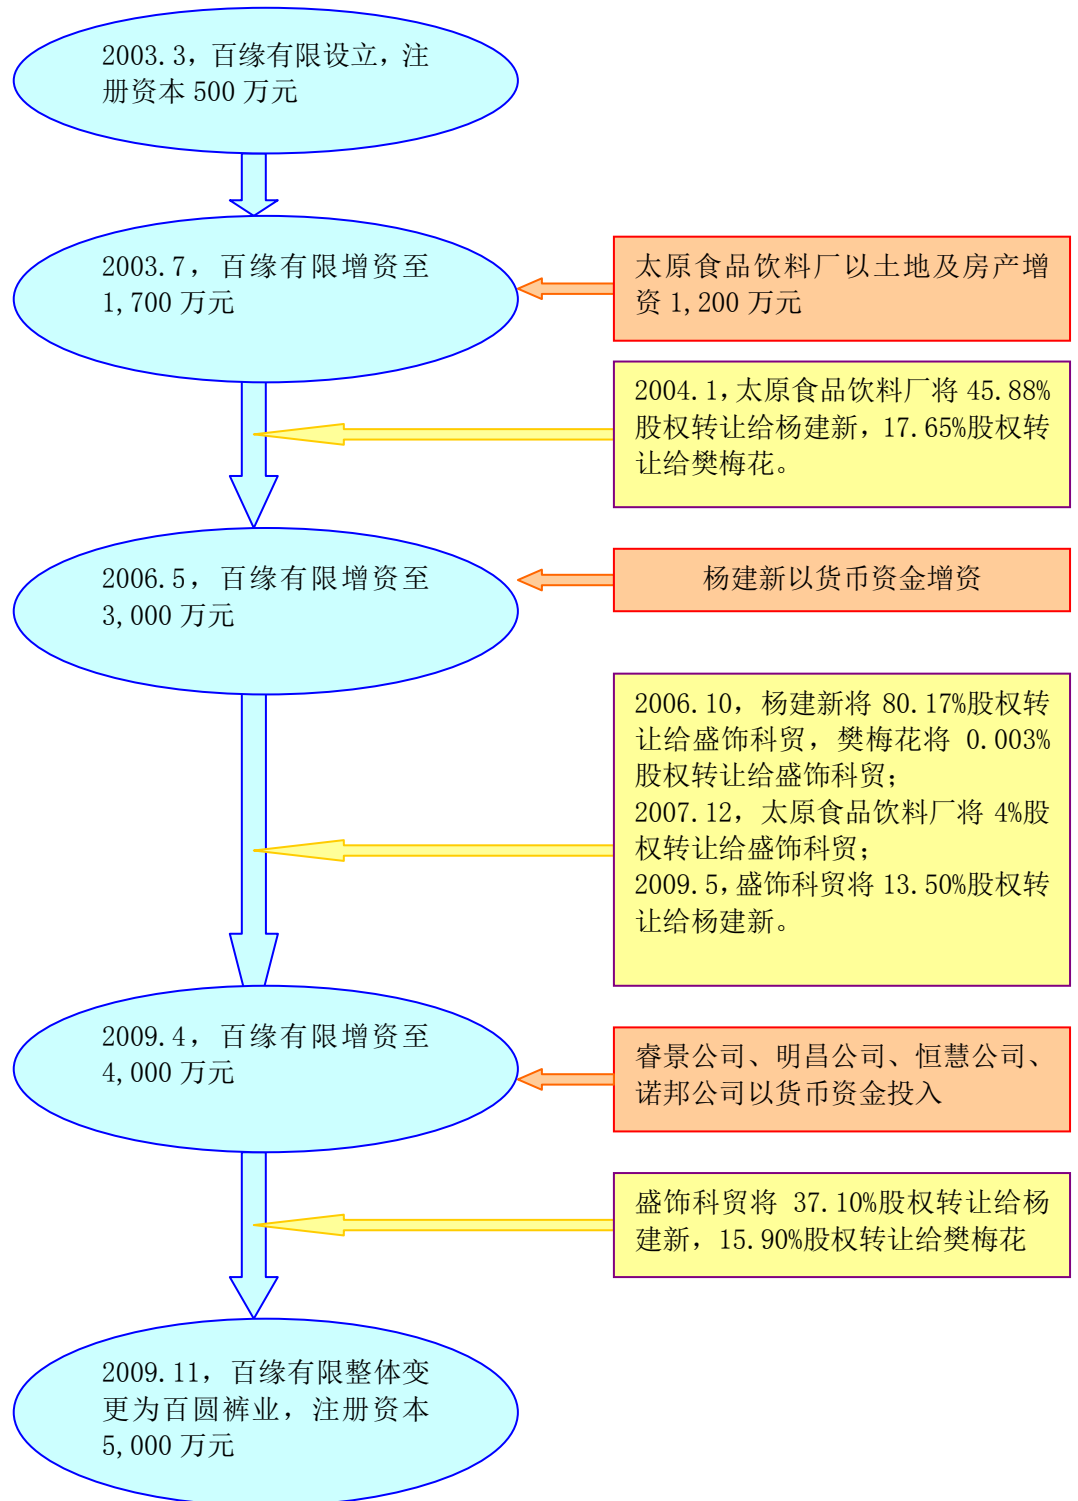 2003.3，百缘有限设立，注
册资本 500 万元
2003.7，百缘有限增资至
1,700 万元
太原食品饮料厂以土地及房产增
资 1,200 万元
2004.1，太原食品饮料厂将 45.88%
股权转让给杨建新，17.65%股权转
让给樊梅花。
2006.5，百缘有限增资至
3,000 万元
杨建新以货币资金增资
2006.10，杨建新将 80.17%股权转
让给盛饰科贸，樊梅花将 0.003%
股权转让给盛饰科贸；
2007.12，太原食品饮料厂将 4%股
权转让给盛饰科贸；
2009.5，盛饰科贸将 13.50%股权转
让给杨建新。
2009.4，百缘有限增资至
4,000 万元
睿景公司、明昌公司、恒慧公司、
诺邦公司以货币资金投入
盛饰科贸将 37.10%股权转让给杨
建新，15.90%股权转让给樊梅花
2009.11，百缘有限整体变
更为百圆裤业，注册资本
5,000 万元